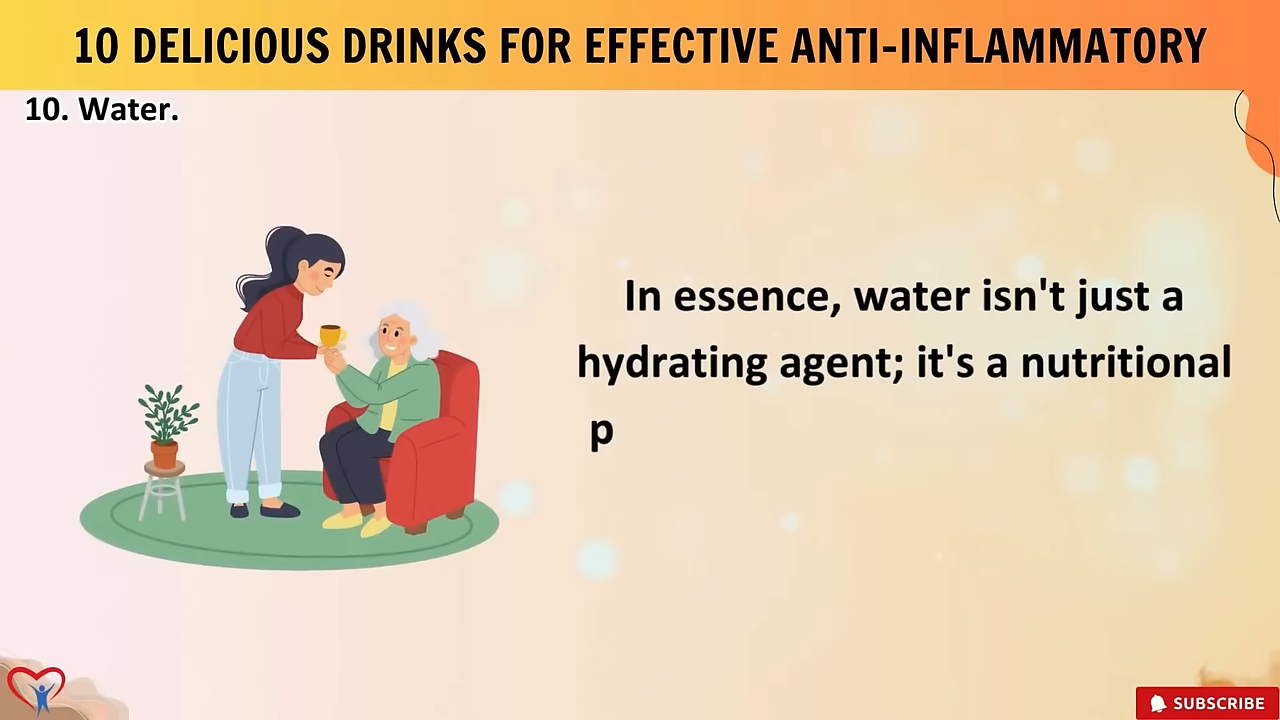 10 DELICIOUS DRINKS FOR EFFECTIVE ANTI-INFLAMMATORY
10. Water.
In essence, water isn't just a
hydrating agent; it's a nutritional
p
SUBSCRIBE